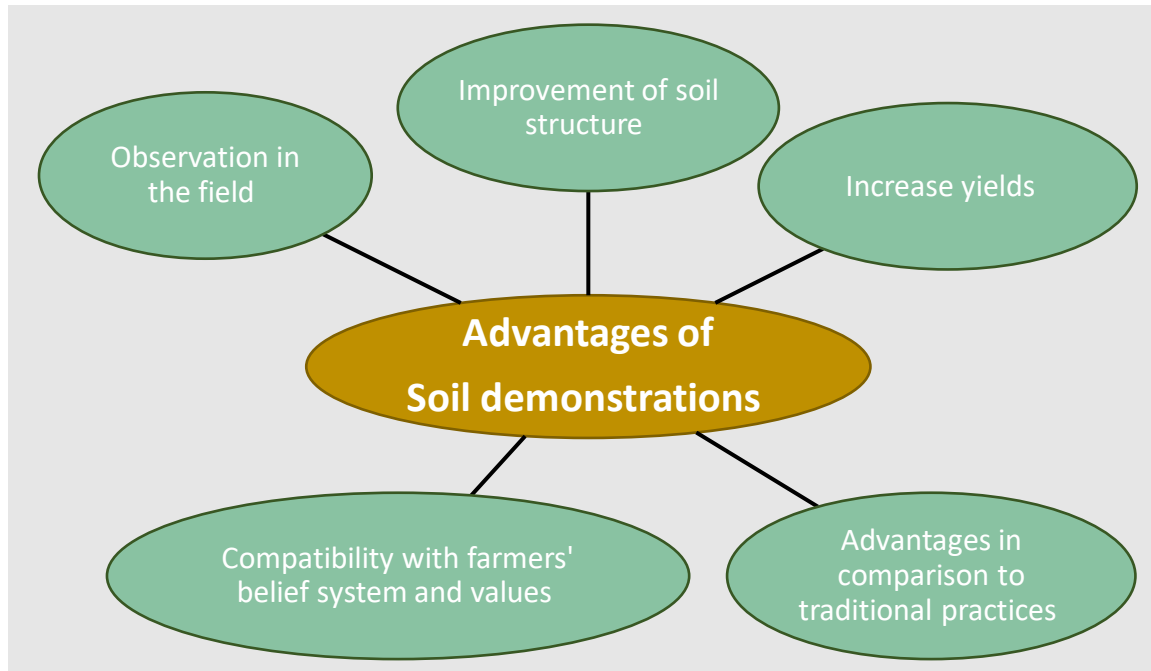 Improvement of soil
structure
Observation in
the field
Increase yields
Advantages of
Soil demonstrations
Compatibility with farmers'
belief system and values
Advantages in
comparison to
traditional practices